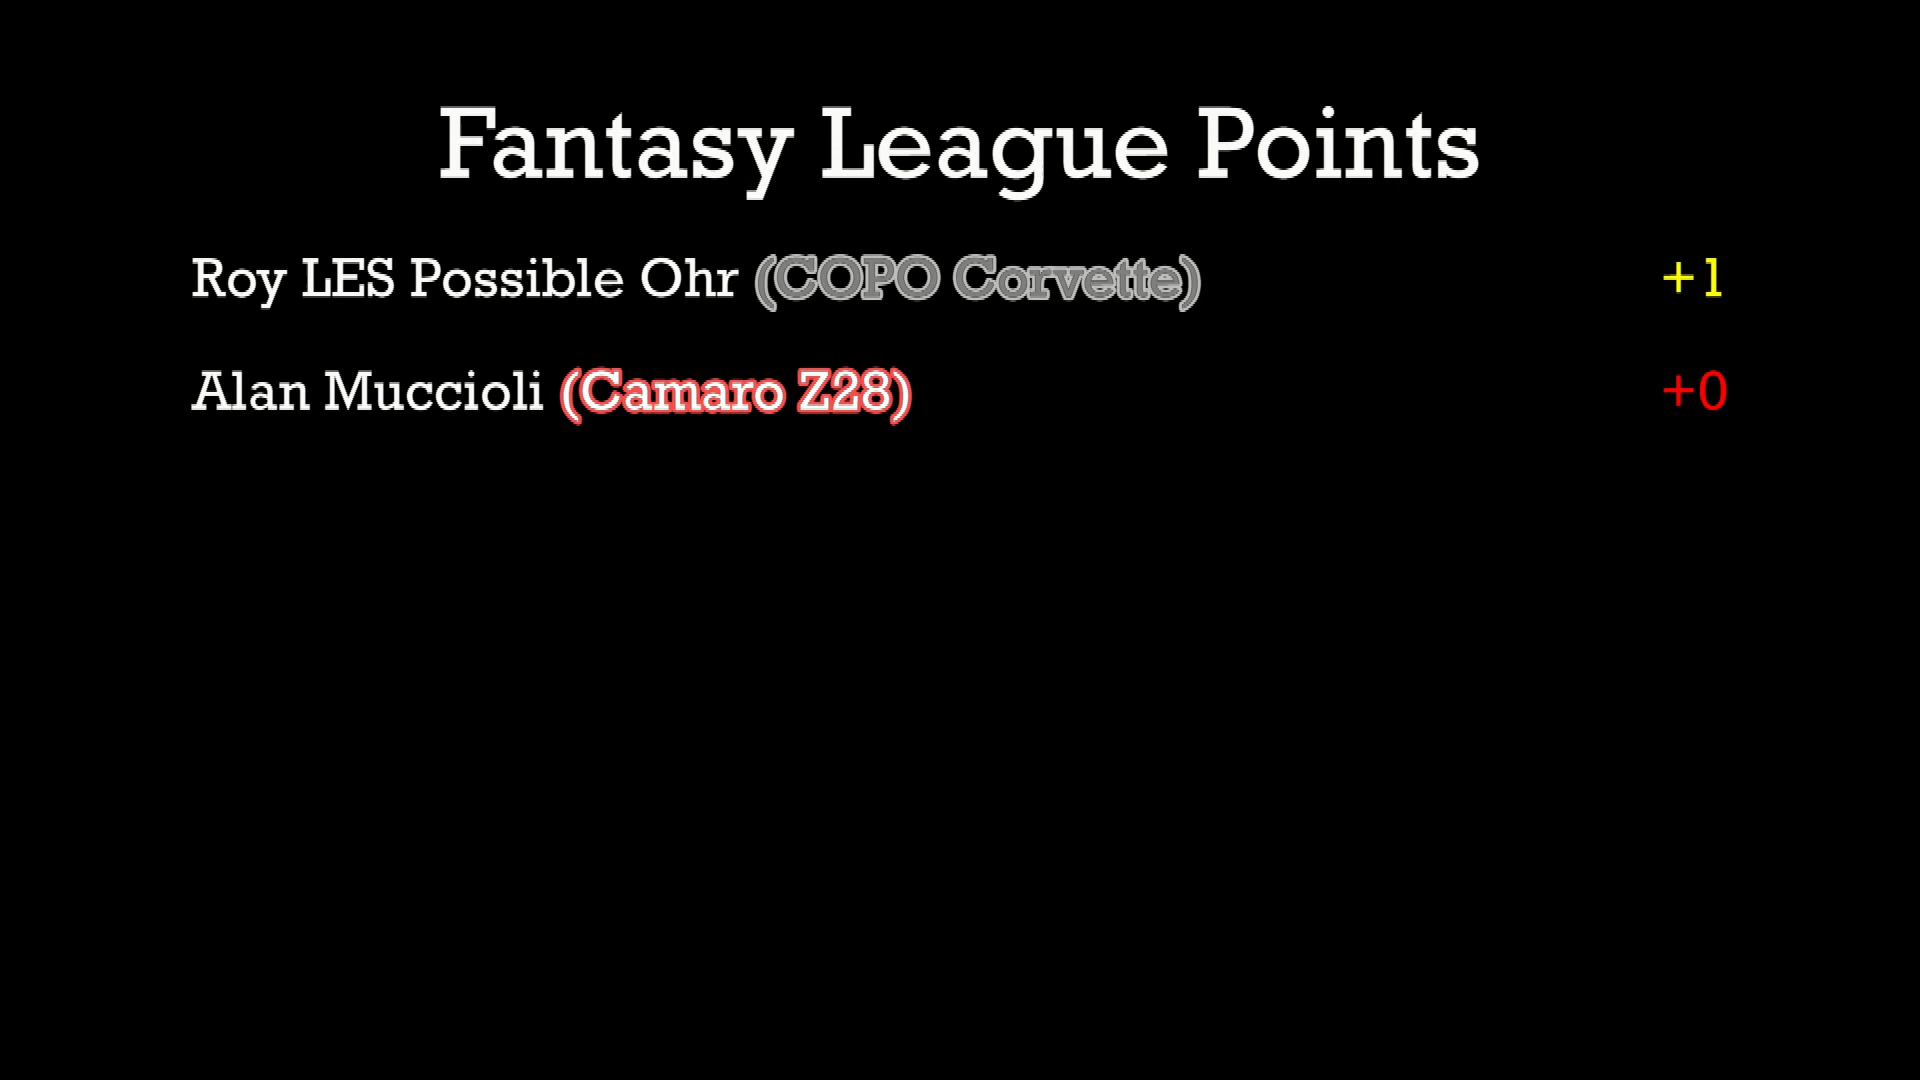 Fantasy League Points
Roy LES Possible Ohr (COPO Corvette) +1
Alan Muccioli (Camaro Z28) +0